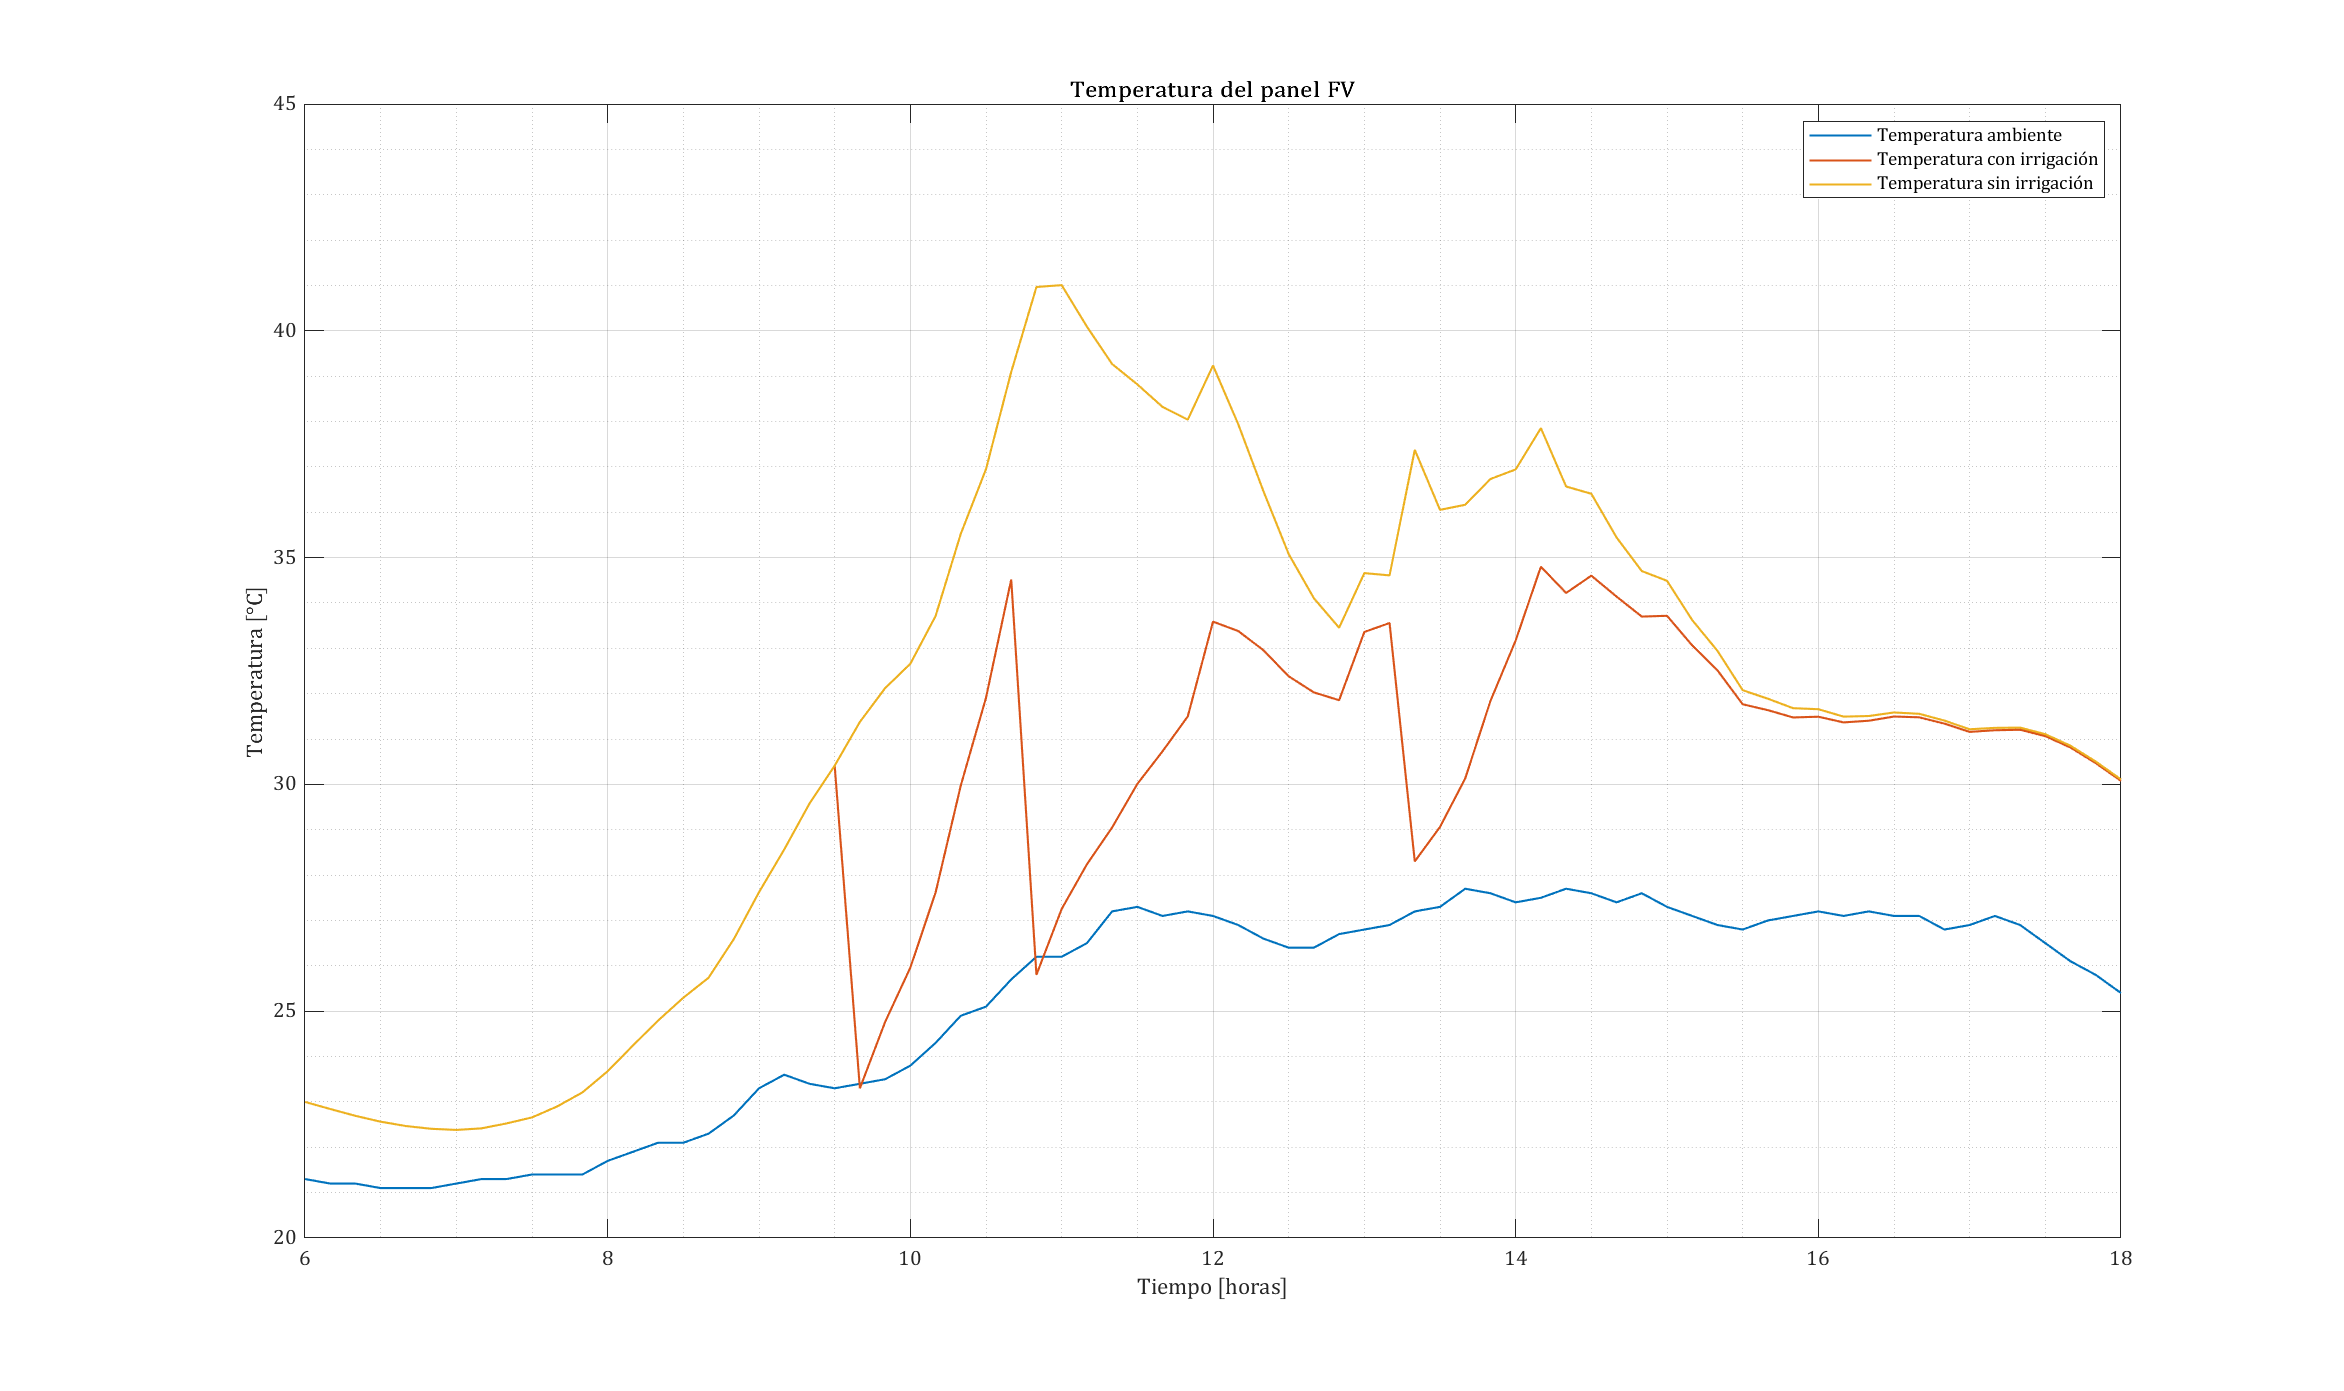 Temperatura del panel FV
45
Temperatura ambiente
Temperatura con irrigación
Temperatura sin irrigación
40
35
Temperatura [°C]
30
25
20
6 8 10 12 14 16 18
Tiempo [horas]